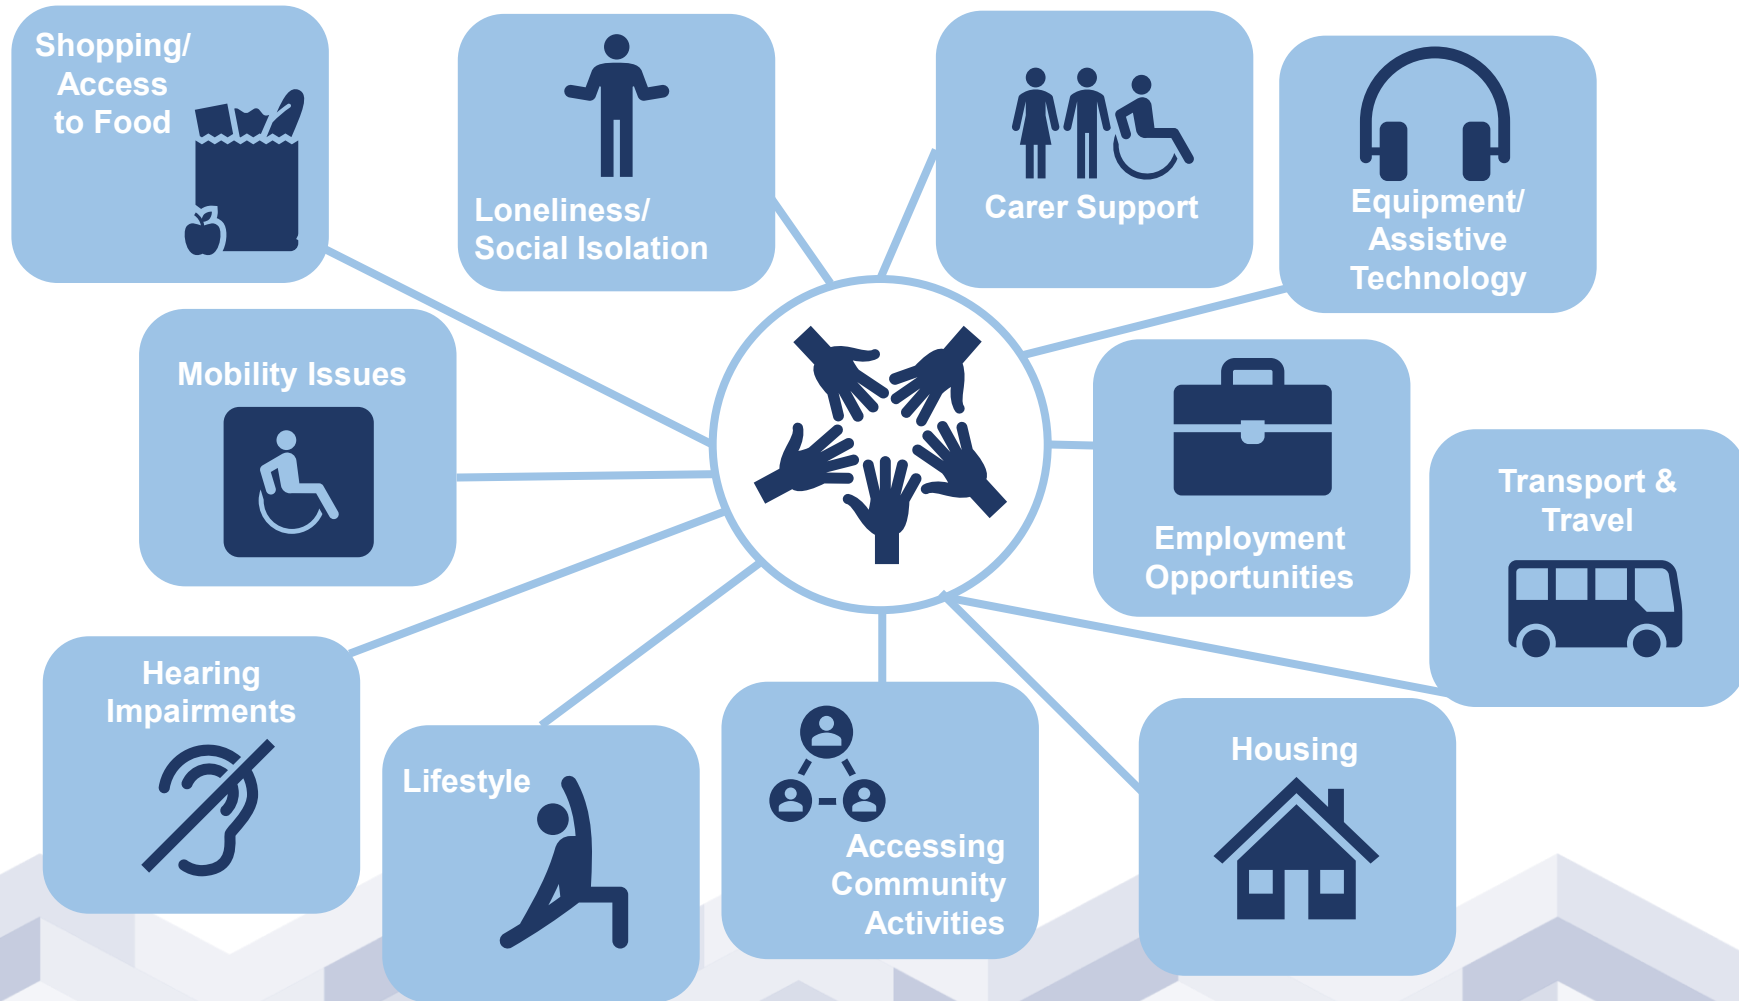 Shopping/
Access
to Food
Loneliness/
Social Isolation
Carer Support
Equipment/
Assistive
Technology
Mobility Issues
Employment
Opportunities
Transport &
Travel
Hearing
Impairments
Lifestyle
Accessing
Community
Activities
Housing